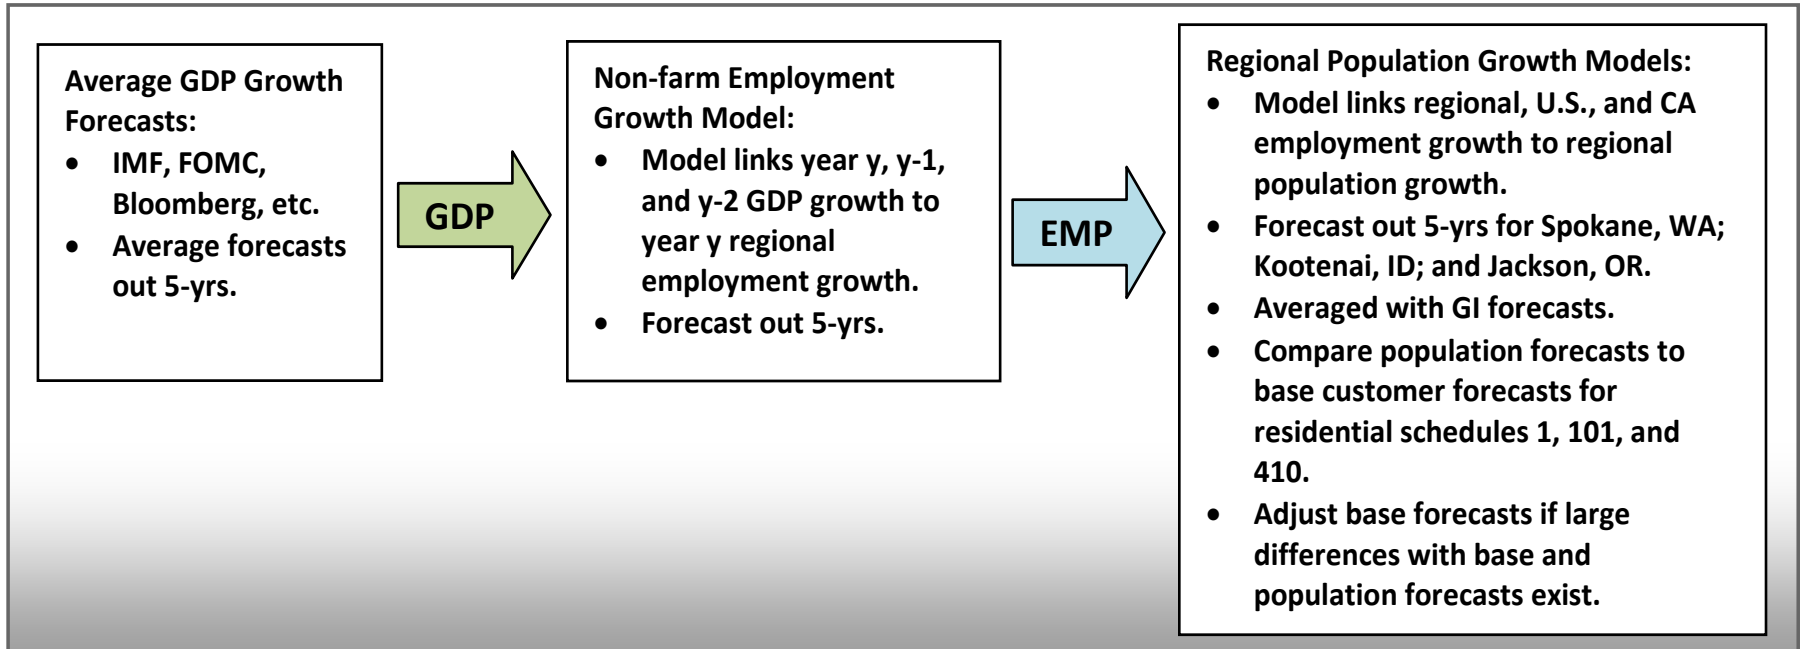 Average GDP Growth
Forecasts:
• IMF, FOMC,
Bloomberg, etc.
• Average forecasts
out 5-yrs.
GDP
Non-farm Employment
Growth Model:
• Model links year y, y-1,
and y-2 GDP growth to
year y regional
employment growth.
• Forecast out 5-yrs.
EMP
Regional Population Growth Models:
• Model links regional, U.S., and CA
employment growth to regional
population growth.
• Forecast out 5-yrs for Spokane, WA;
Kootenai, ID; and Jackson, OR.
• Averaged with GI forecasts.
• Compare population forecasts to
base customer forecasts for
residential schedules 1, 101, and
410.
• Adjust base forecasts if large
differences with base and
population forecasts exist.